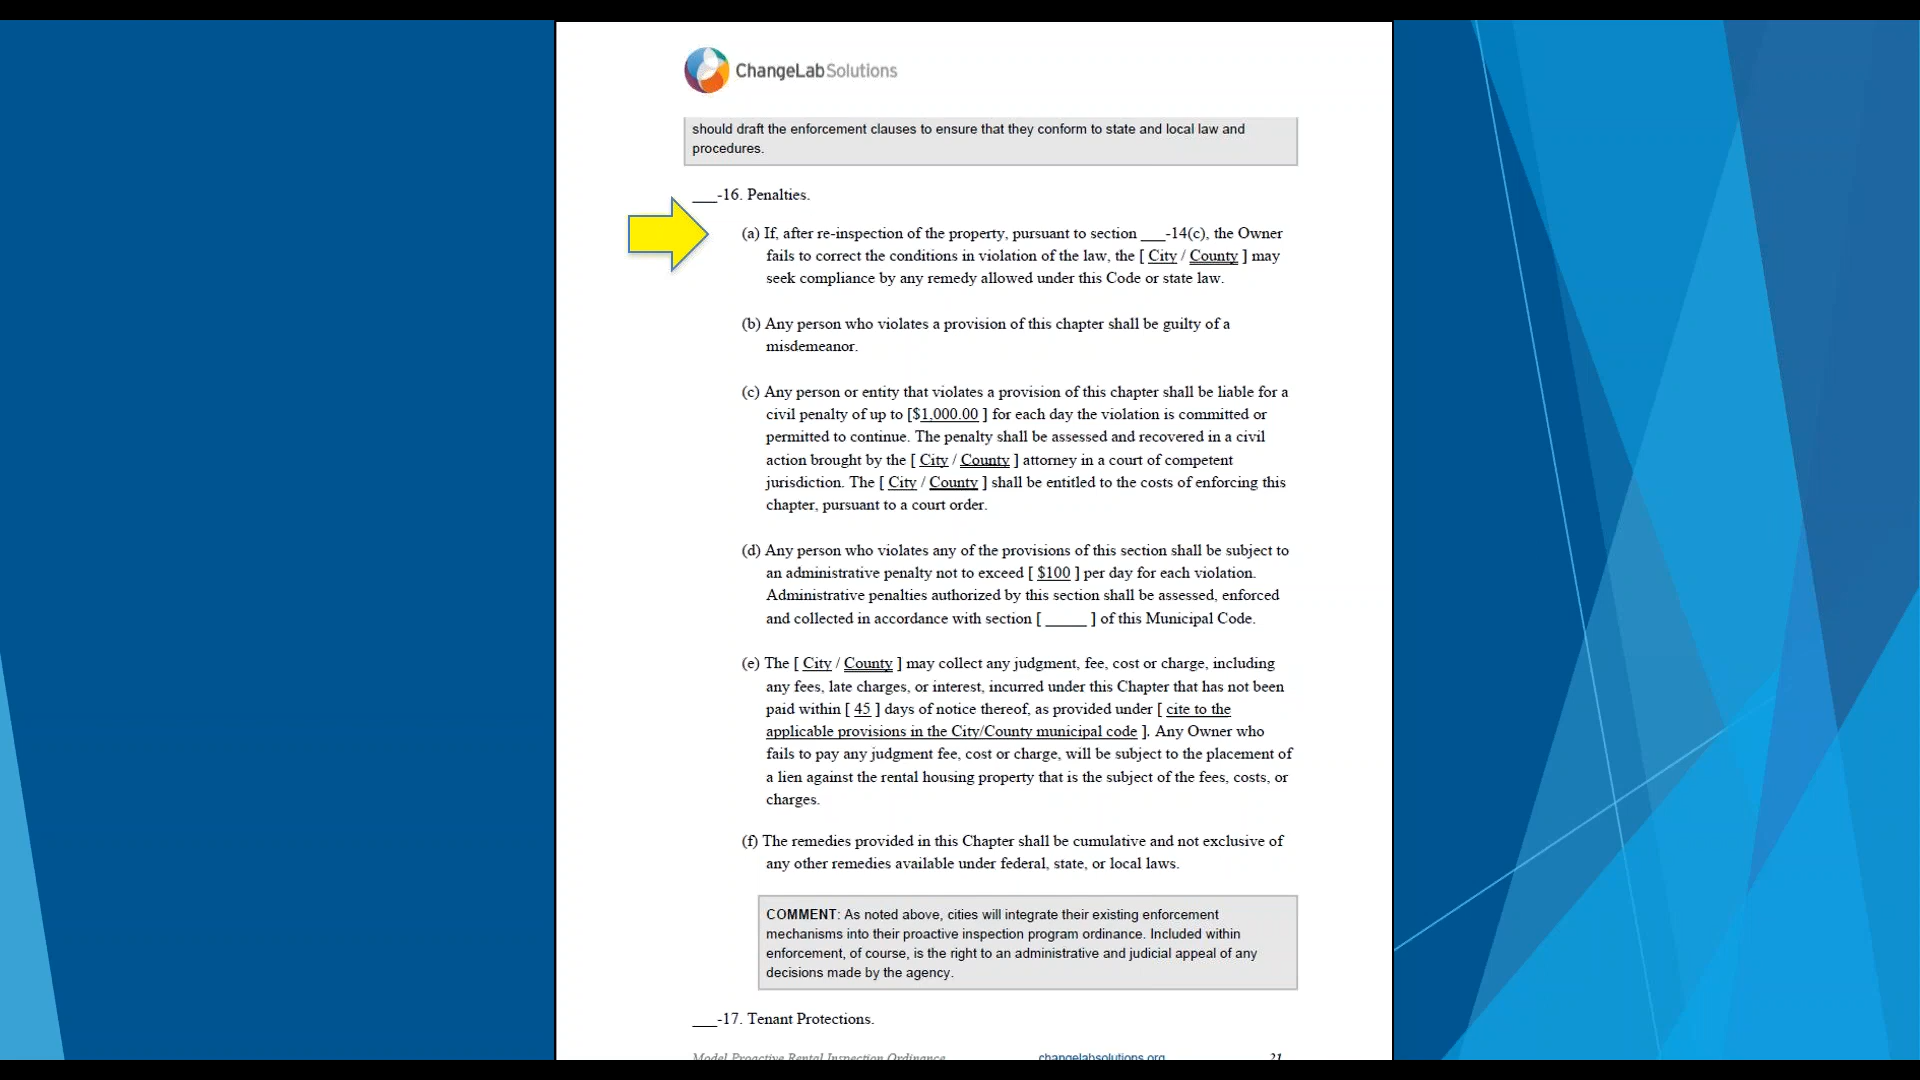 ChangeLabSolutions
should draft the enforcement clauses to ensure that they conform to state and local law and
procedures.
___-16. Penalties.
(a) If, after re-inspection of the property, pursuant to section ___-14(c), the Owner
fails to correct the conditions in violation of the law, the [ City / County ] may
seek compliance by any remedy allowed under this Code or state law.
(b) Any person who violates a provision of this chapter shall be guilty of a
misdemeanor.
(c) Any person or entity that violates a provision of this chapter shall be liable for a
civil penalty of up to [$1,000.00 ] for each day the violation is committed or
permitted to continue. The penalty shall be assessed and recovered in a civil
action brought by the [ City / County ] attorney in a court of competent
jurisdiction. The [ City / County ] shall be entitled to the costs of enforcing this
chapter, pursuant to a court order.
(d) Any person who violates any of the provisions of this section shall be subject to
an administrative penalty not to exceed [ $100 ] per day for each violation.
Administrative penalties authorized by this section shall be assessed, enforced
and collected in accordance with section [ _____ ] of this Municipal Code.
(e) The [ City / County ] may collect any judgment, fee, cost or charge, including
any fees, late charges, or interest, incurred under this Chapter that has not been
paid within [ 45 ] days of notice thereof, as provided under [ cite to the
applicable provisions in the City/County municipal code ]. Any Owner who
fails to pay any judgment fee, cost or charge, will be subject to the placement of
a lien against the rental housing property that is the subject of the fees, costs, or
charges.
(f) The remedies provided in this Chapter shall be cumulative and not exclusive of
any other remedies available under federal, state, or local laws.
COMMENT: As noted above, cities will integrate their existing enforcement
mechanisms into their proactive inspection program ordinance. Included within
enforcement, of course, is the right to an administrative and judicial appeal of any
decisions made by the agency.
___-17. Tenant Protections.
Model Proactive Rental Inspection Ordinance changelabsolutions.org 21